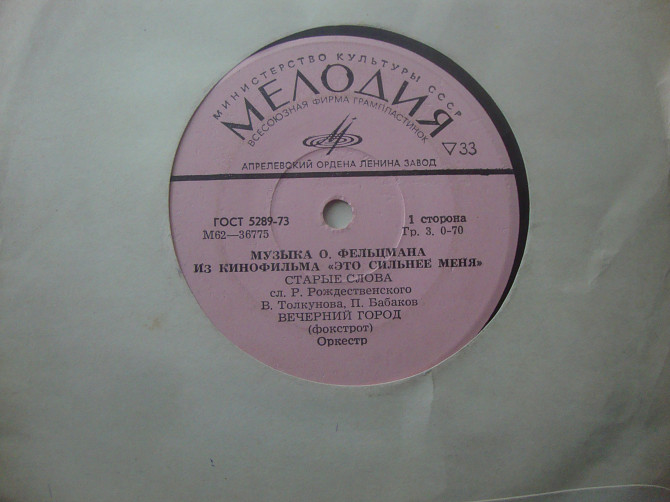 МИНИСТЕРСТВО КУЛЬТУРЫ СССР
МЕЛОДИЯ
ВСЕСОЮЗНАЯ ФИРМА ГРАМПЛАСТИНОК
▽33
АПРЕЛЕВСКИЙ ОРДЕНА ЛЕНИНА ЗАВОД
ГОСТ 5289-73 1 сторона
М62—36775 Гр. 3. 0-70
МУЗЫКА О. ФЕЛЬЦМАНА
ИЗ КИНОФИЛЬМА «ЭТО СИЛЬНЕЕ МЕНЯ»
СТАРЫЕ СЛОВА
сл. Р. Рождественского
В. Толкунова, П. Бабаков
ВЕЧЕРНИЙ ГОРОД
(фокстрот)
Оркестр